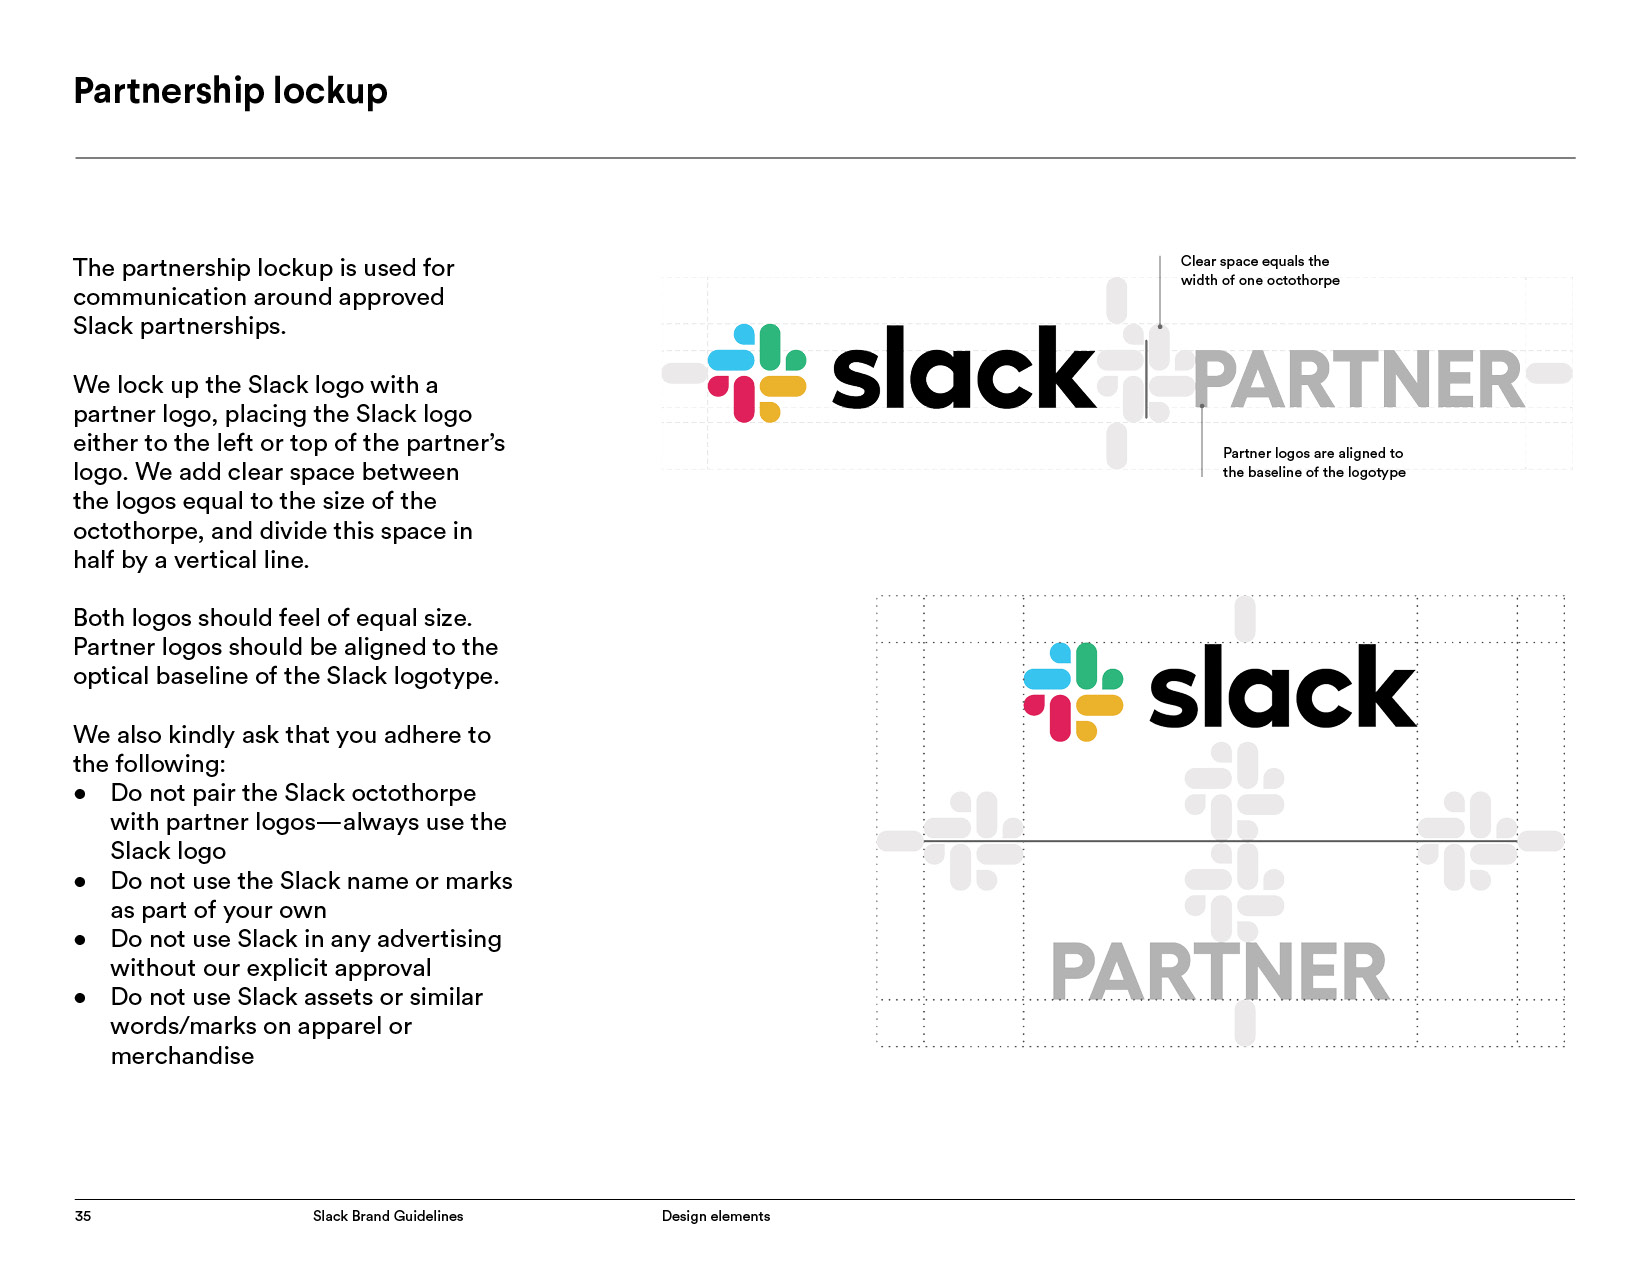 Partnership lockup
The partnership lockup is used for
communication around approved
Slack partnerships.
We lock up the Slack logo with a
partner logo, placing the Slack logo
either to the left or top of the partner’s
logo. We add clear space between
the logos equal to the size of the
octothorpe, and divide this space in
half by a vertical line.
Both logos should feel of equal size.
Partner logos should be aligned to the
optical baseline of the Slack logotype.
We also kindly ask that you adhere to
the following:
● Do not pair the Slack octothorpe
with partner logos—always use the
Slack logo
● Do not use the Slack name or marks
as part of your own
● Do not use Slack in any advertising
without our explicit approval
● Do not use Slack assets or similar
words/marks on apparel or
merchandise
Clear space equals the
width of one octothorpe
slack PARTNER
Partner logos are aligned to
the baseline of the logotype
slack
PARTNER
35 Slack Brand Guidelines Design elements